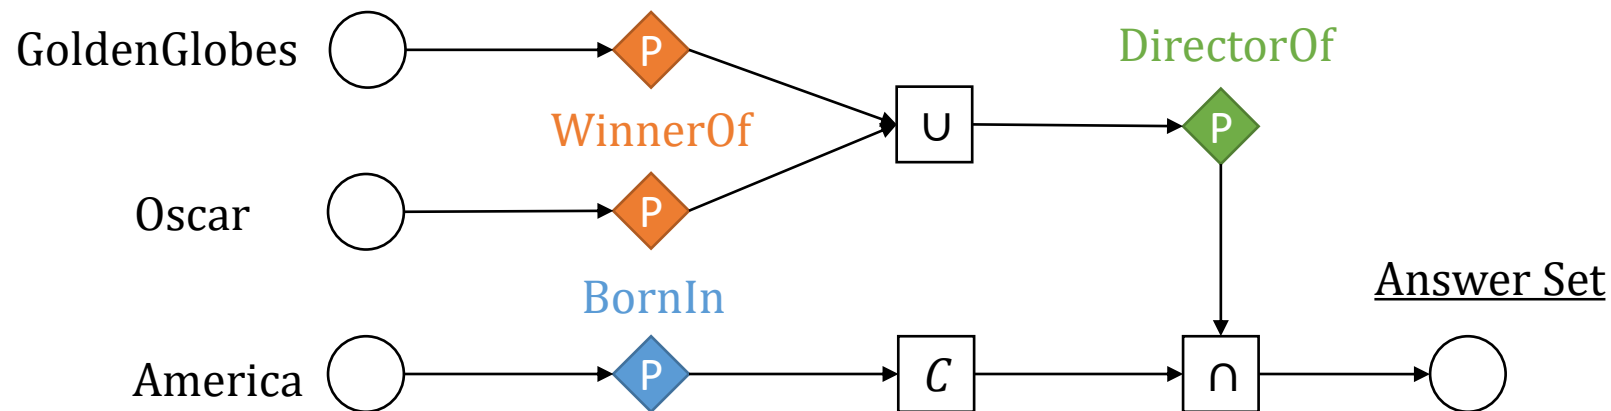 GoldenGlobes
P
DirectorOf
WinnerOf
∪
P
Oscar
P
BornIn
Answer Set
America
P
C
∩